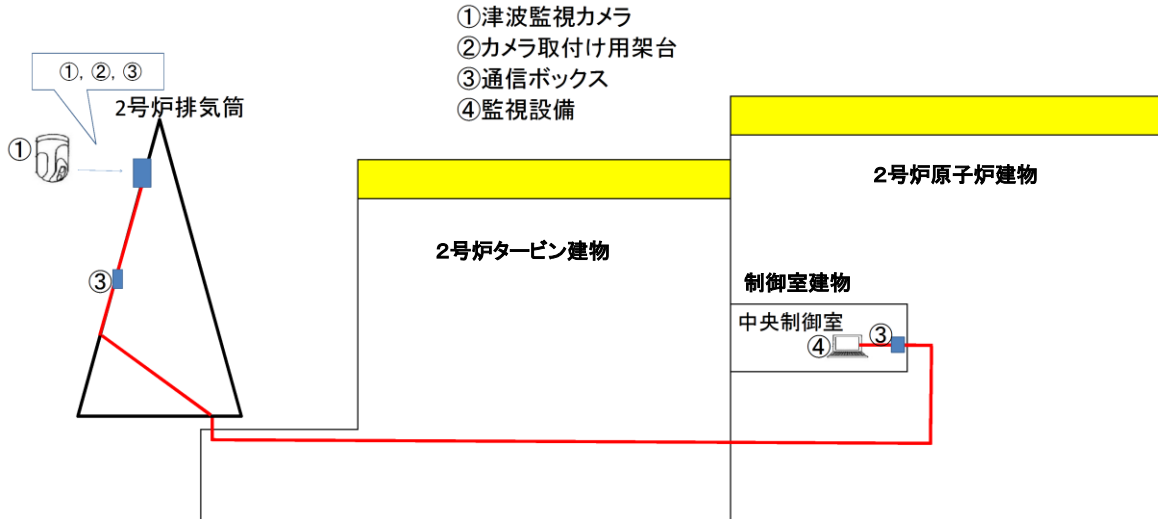 ①津波監視カメラ
②カメラ取付け用架台
③通信ボックス
④監視設備
①, ②, ③
2号炉排気筒
①
③
2号炉タービン建物
2号炉原子炉建物
制御室建物
中央制御室
④
③